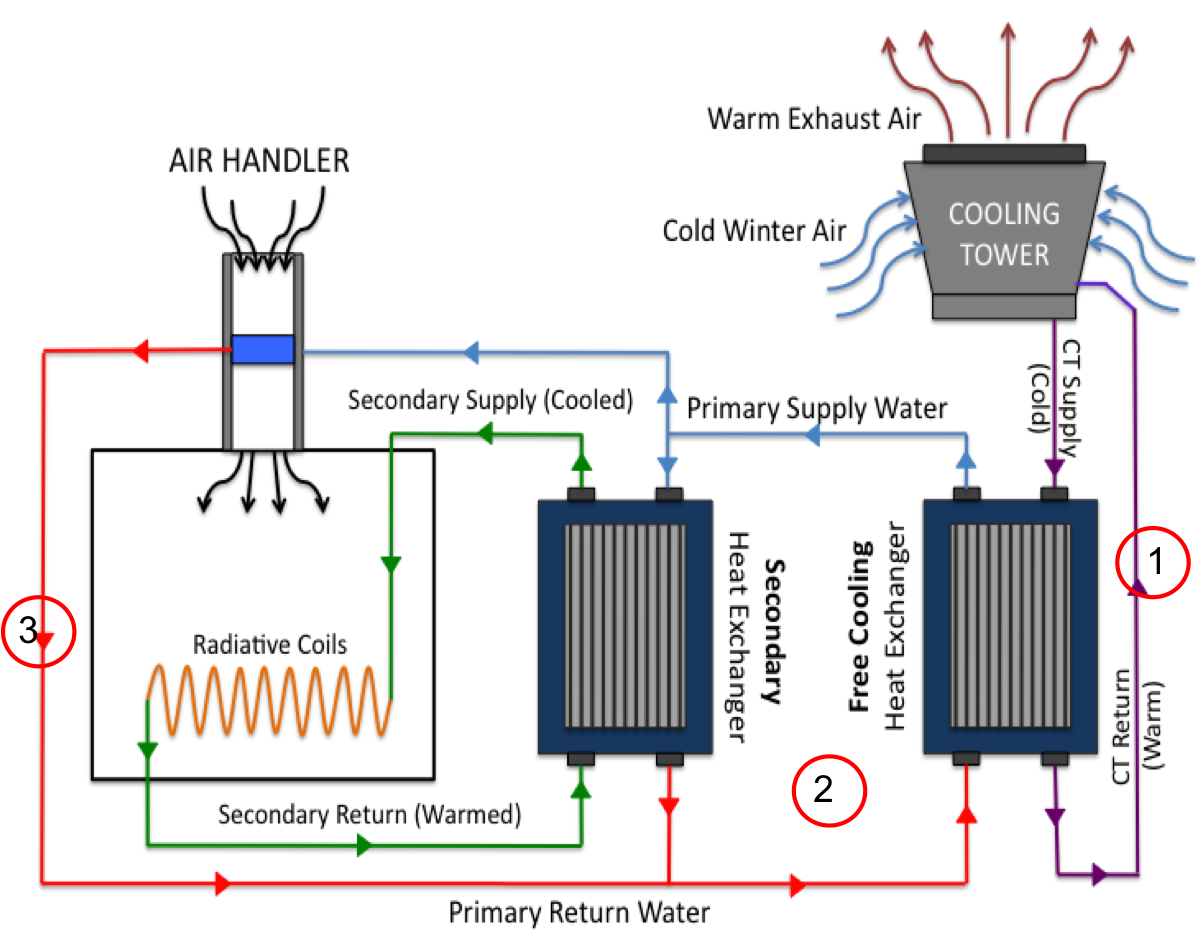 Warm Exhaust Air
AIR HANDLER
COOLING
TOWER
Cold Winter Air
CT Supply
(Cold)
Secondary Supply (Cooled)
Primary Supply Water
Secondary
Heat Exchanger
Free Cooling
Heat Exchanger
1
3
Radiative Coils
CT Return
(Warm)
2
Secondary Return (Warmed)
Primary Return Water